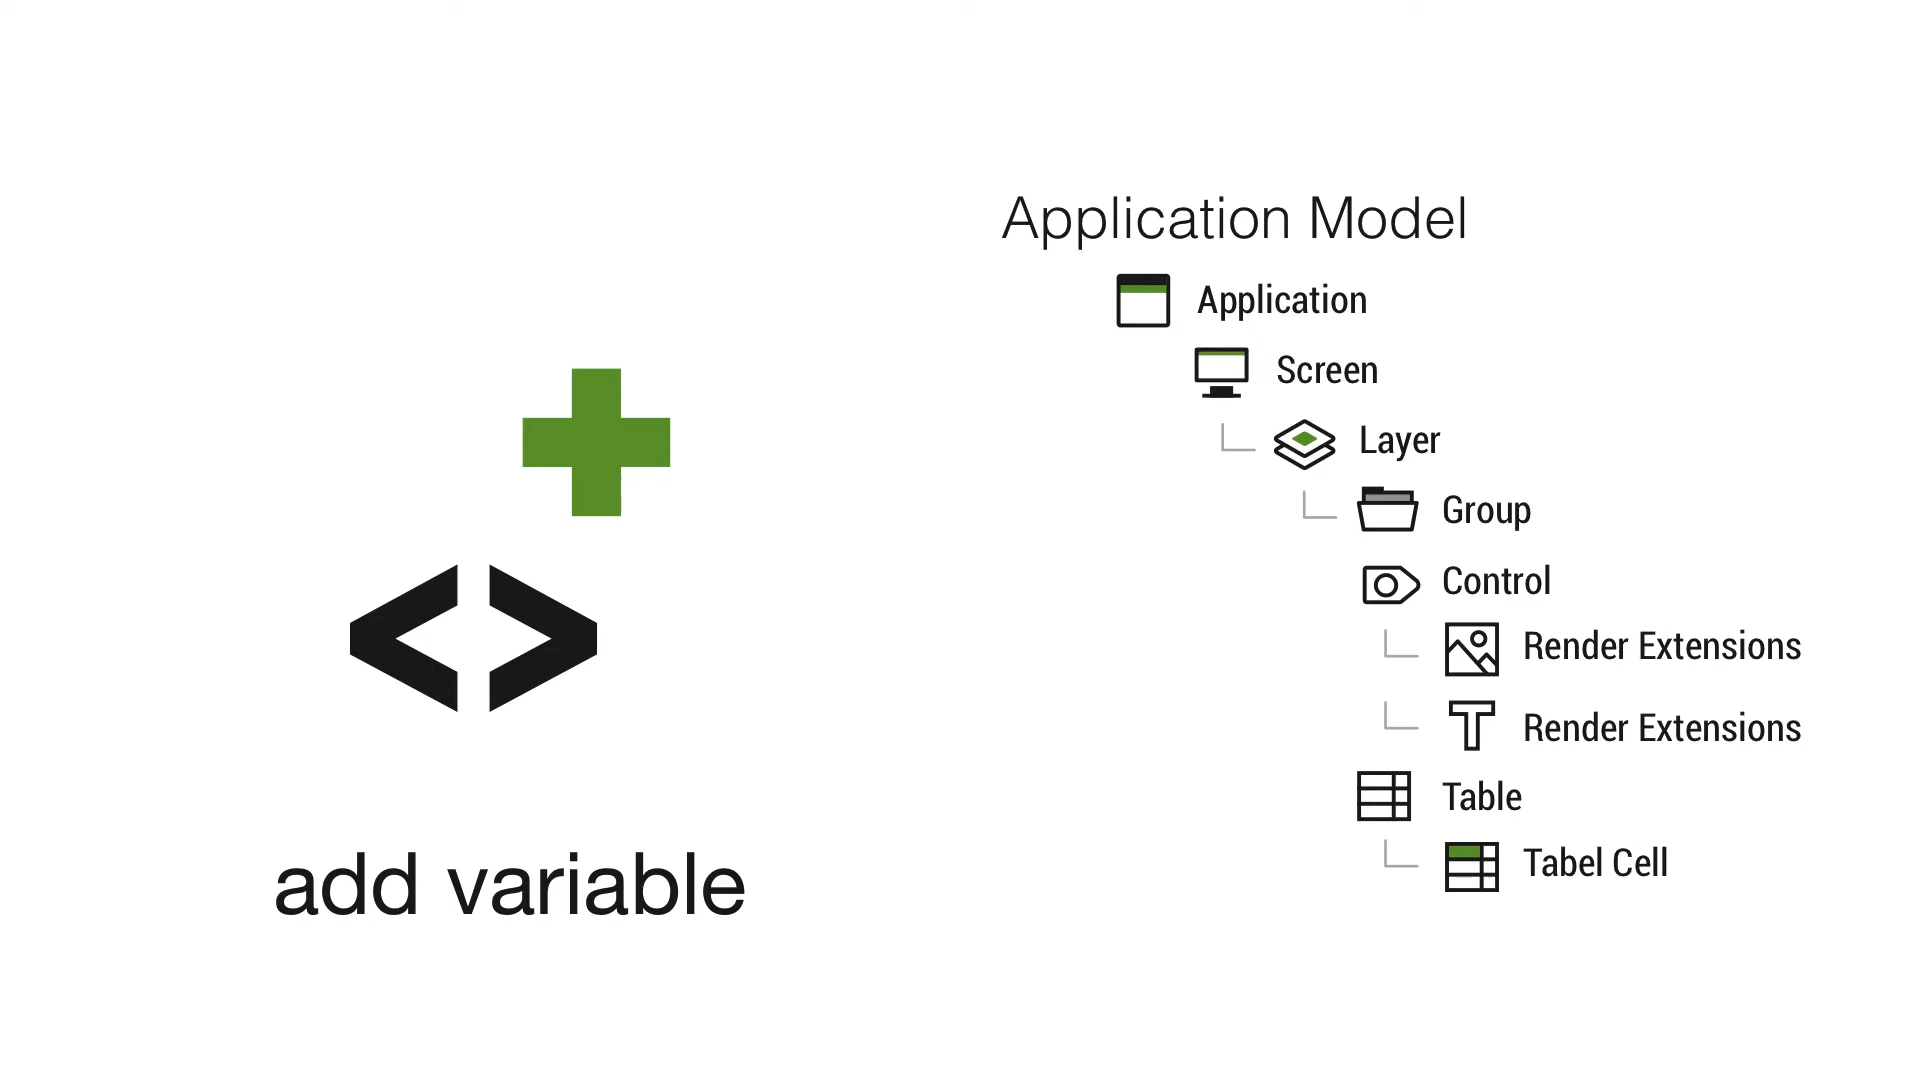 add variable
Application Model
Application
Screen
Layer
Group
Control
Render Extensions
Render Extensions
Table
Tabel Cell